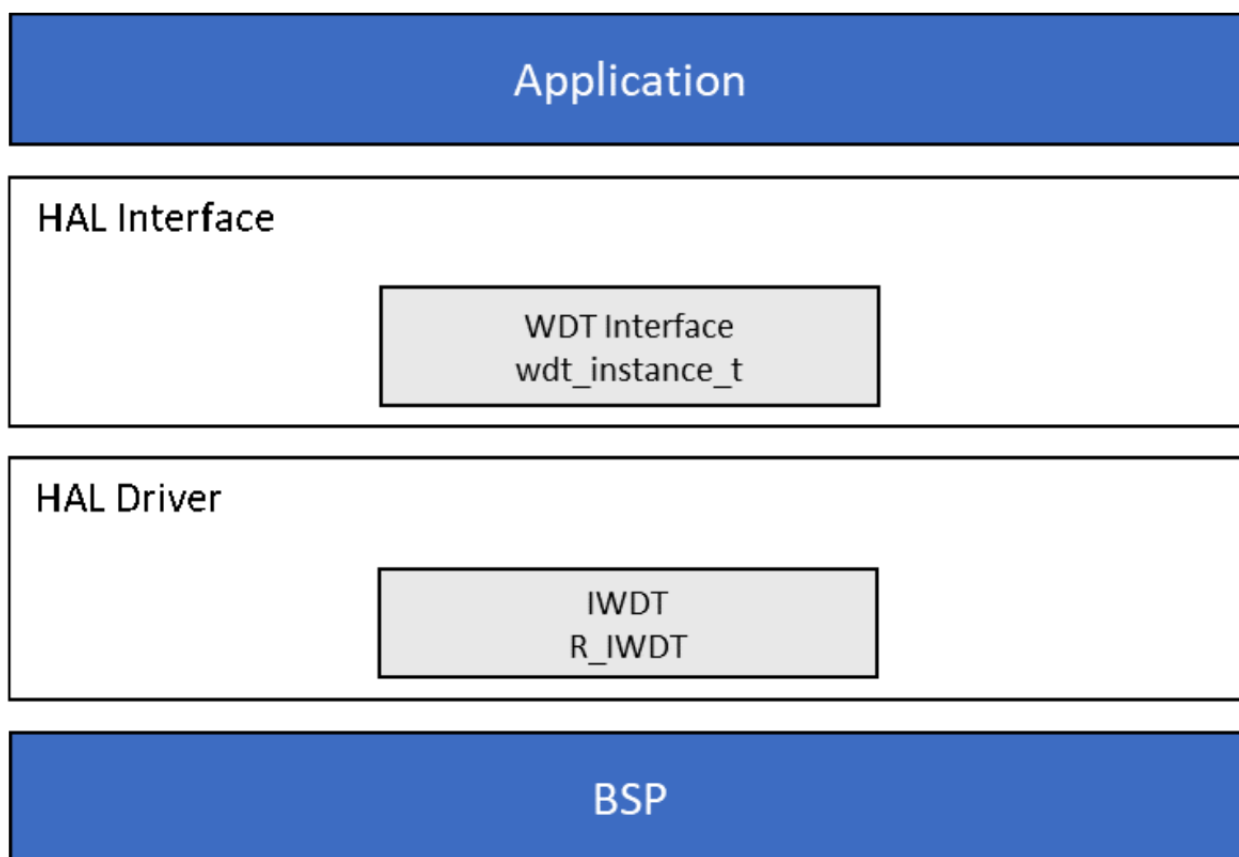 Application
HAL Interface
WDT Interface
wdt_instance_t
HAL Driver
IWDT
R_IWDT
BSP